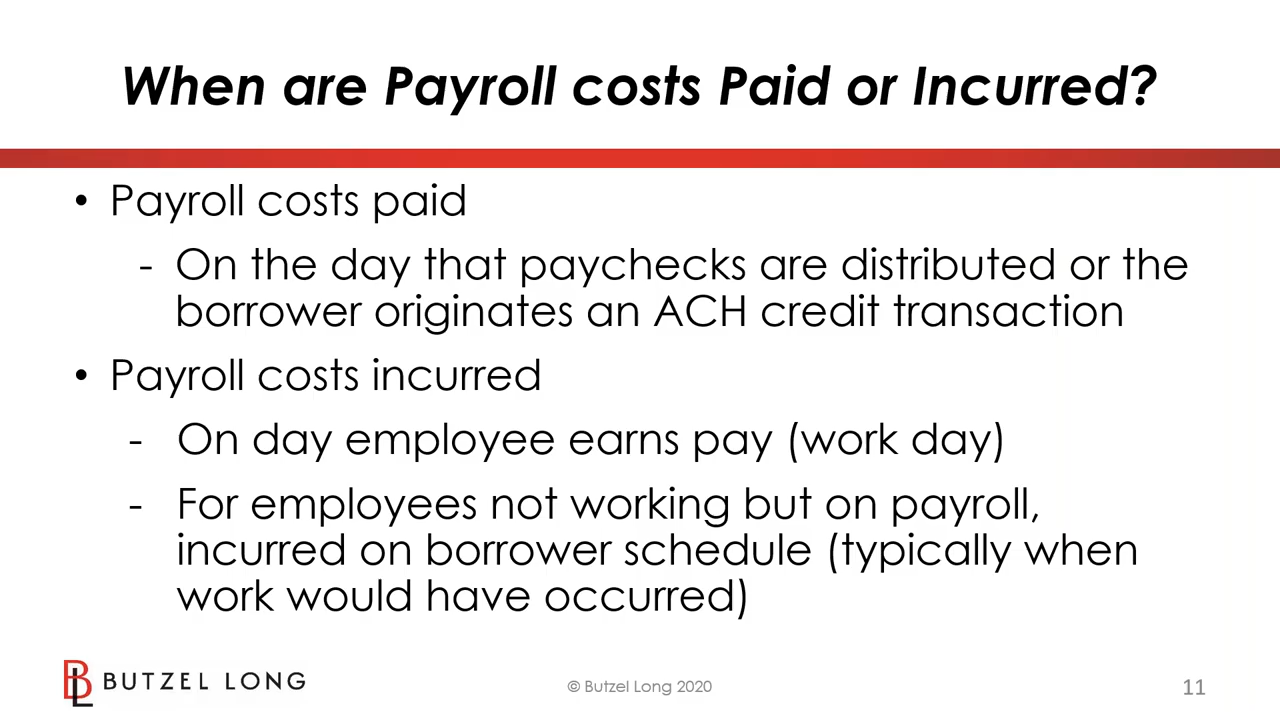 When are Payroll costs Paid or Incurred?
• Payroll costs paid
- On the day that paychecks are distributed or the
borrower originates an ACH credit transaction
• Payroll costs incurred
- On day employee earns pay (work day)
- For employees not working but on payroll,
incurred on borrower schedule (typically when
work would have occurred)
BL BUTZEL LONG
© Butzel Long 2020
11